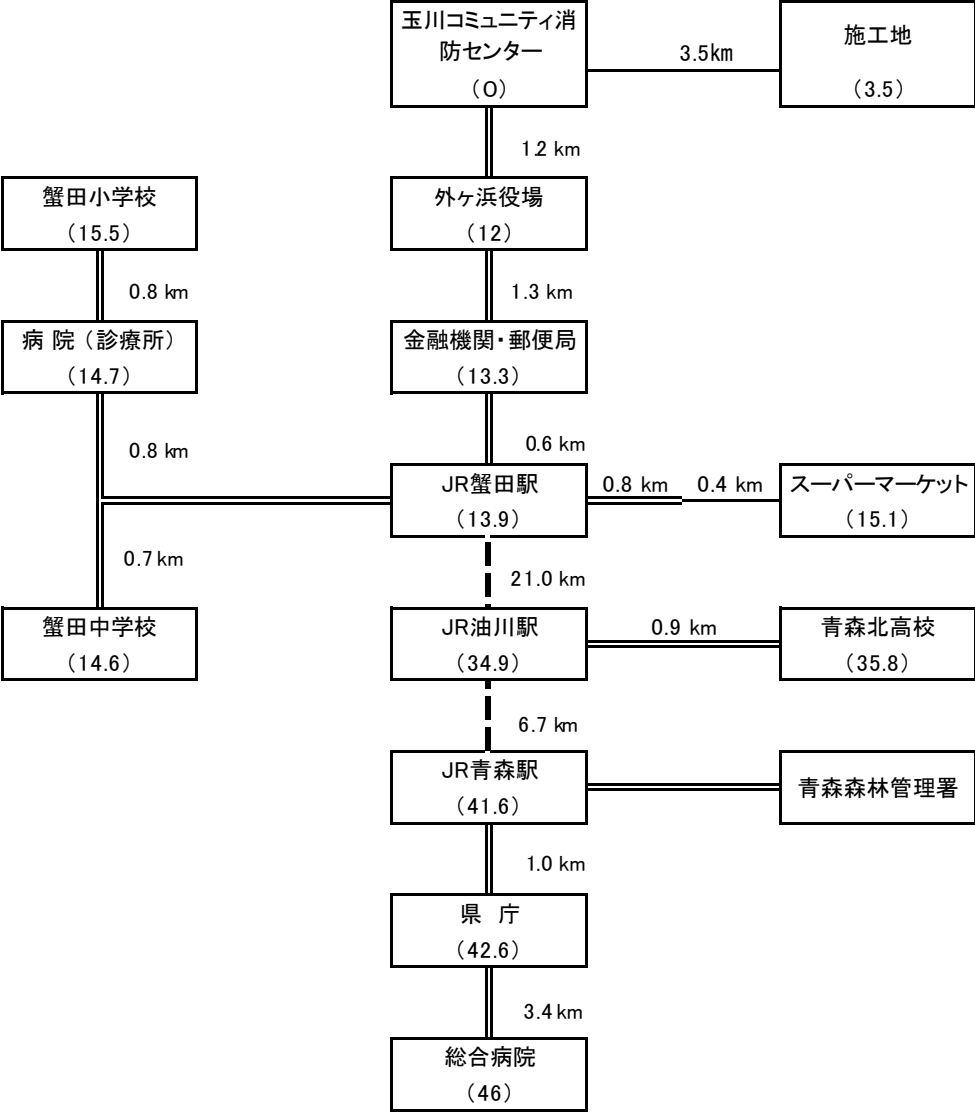 玉川コミュニティ消
防センター
（0）
3.5km
施工地
（3.5）
1.2 km
蟹田小学校
（15.5）
外ヶ浜役場
（12）
0.8 km
1.3 km
病 院（診療所）
（14.7）
金融機関・郵便局
（13.3）
0.8 km
0.6 km
JR蟹田駅
（13.9）
0.8 km
0.4 km
スーパーマーケット
（15.1）
0.7 km
21.0 km
蟹田中学校
（14.6）
JR油川駅
（34.9）
0.9 km
青森北高校
（35.8）
6.7 km
JR青森駅
（41.6）
青森森林管理署
1.0 km
県　庁
（42.6）
3.4 km
総合病院
（46）